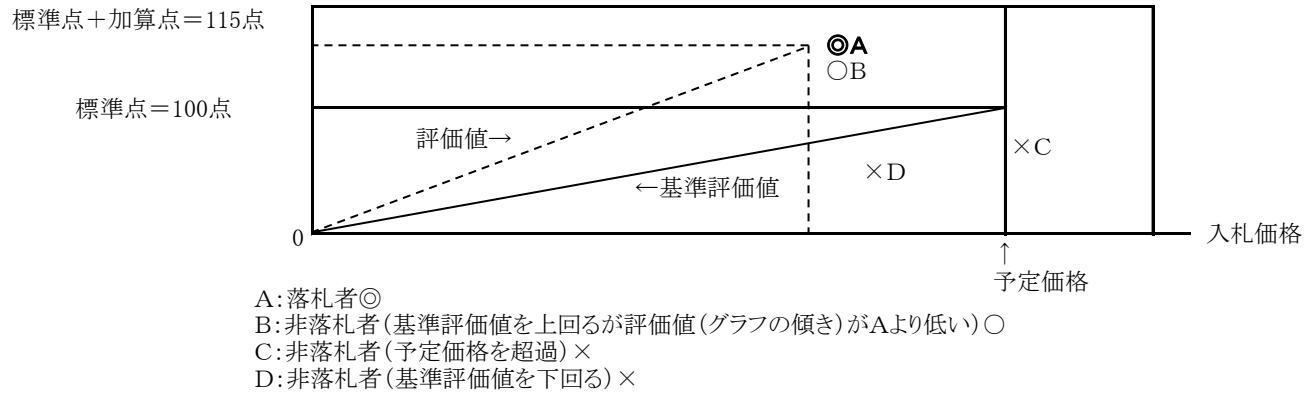 標準点+加算点=115点
◎A
○B
標準点=100点
評価値→
×C
×D
←基準評価値
0
入札価格
↑
予定価格
A:落札者◎
B:非落札者(基準評価値を上回るが評価値(グラフの傾き)がAより低い)○
C:非落札者(予定価格を超過)×
D:非落札者(基準評価値を下回る)×